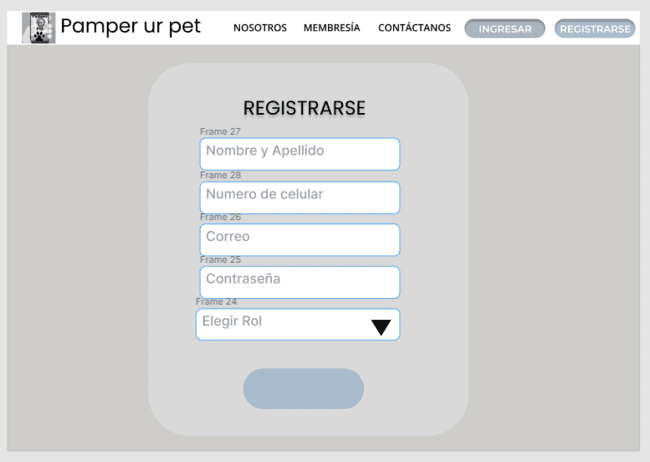 Pamper ur pet
NOSOTROS MEMBRESÍA CONTÁCTANOS INGRESAR REGISTRARSE
REGISTRARSE
Frame 27
Nombre y Apellido
Frame 28
Numero de celular
Frame 26
Correo
Frame 25
Contraseña
Frame 24
Elegir Rol